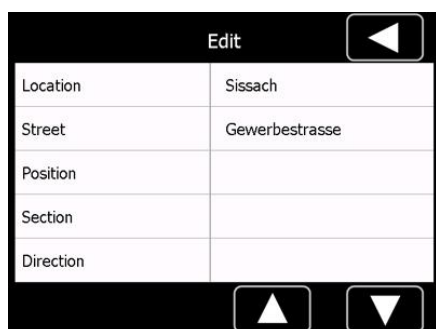 Edit
Location Sissach
Street Gewerbestrasse
Position
Section
Direction